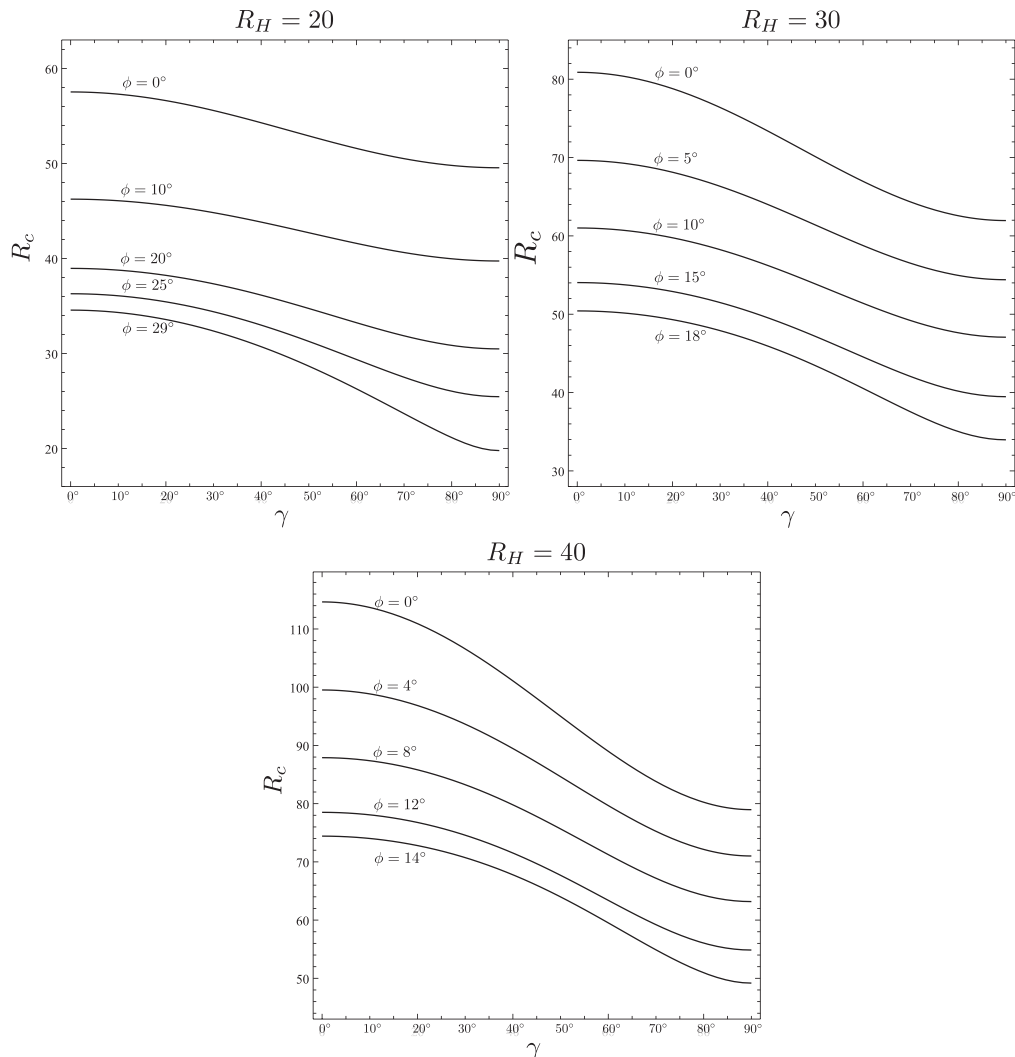 R_H = 20
60
50
40
30
20
R_c
ϕ = 0°
ϕ = 10°
ϕ = 20°
ϕ = 25°
ϕ = 29°
0° 10° 20° 30° 40° 50° 60° 70° 80° 90°
γ
R_H = 30
80
70
60
50
40
30
R_c
ϕ = 0°
ϕ = 5°
ϕ = 10°
ϕ = 15°
ϕ = 18°
0° 10° 20° 30° 40° 50° 60° 70° 80° 90°
γ
R_H = 40
110
100
90
80
70
60
50
R_c
ϕ = 0°
ϕ = 4°
ϕ = 8°
ϕ = 12°
ϕ = 14°
0° 10° 20° 30° 40° 50° 60° 70° 80° 90°
γ